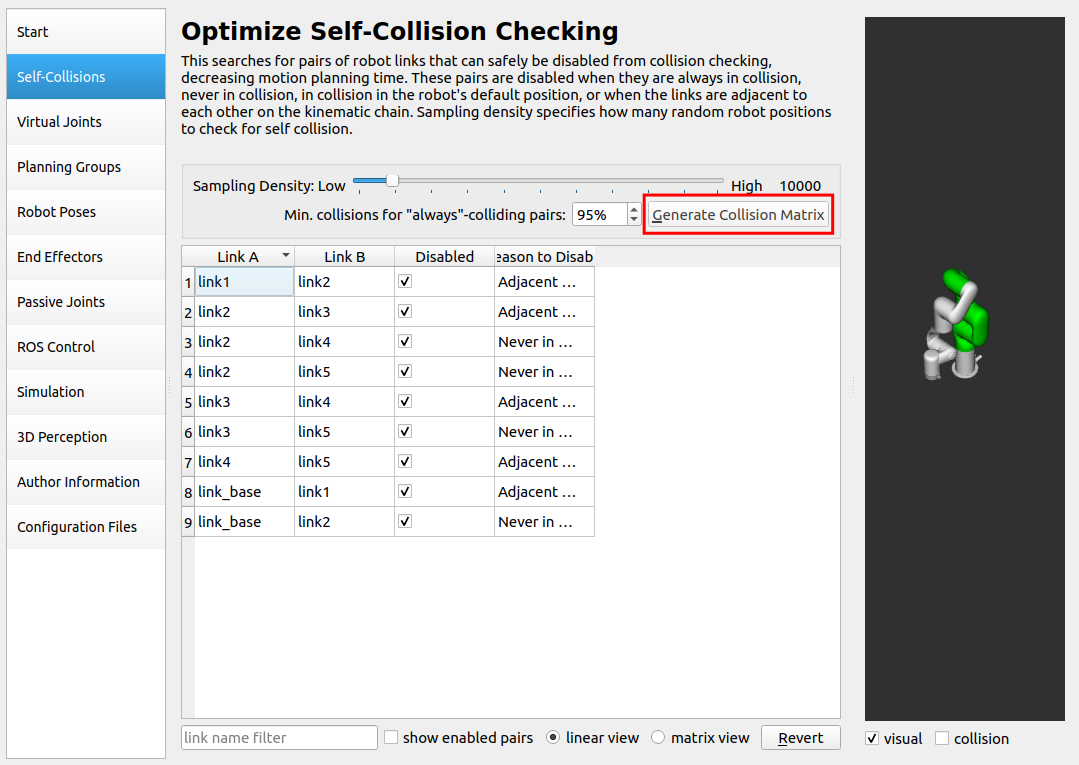 Start
Self-Collisions
Virtual Joints
Planning Groups
Robot Poses
End Effectors
Passive Joints
ROS Control
Simulation
3D Perception
Author Information
Configuration Files
Optimize Self-Collision Checking
This searches for pairs of robot links that can safely be disabled from collision checking,
decreasing motion planning time. These pairs are disabled when they are always in collision,
never in collision, in collision in the robot's default position, or when the links are adjacent to
each other on the kinematic chain. Sampling density specifies how many random robot positions
to check for self collision.
Sampling Density: Low High 10000
Min. collisions for "always"-colliding pairs: 95% Generate Collision Matrix
Link A Link B Disabled eason to Disab
1 link1 link2 Adjacent ...
2 link2 link3 Adjacent ...
3 link2 link4 Never in ...
4 link2 link5 Never in ...
5 link3 link4 Adjacent ...
6 link3 link5 Never in ...
7 link4 link5 Adjacent ...
8 link_base link1 Adjacent ...
9 link_base link2 Never in ...
link name filter show enabled pairs linear view matrix view Revert
visual collision